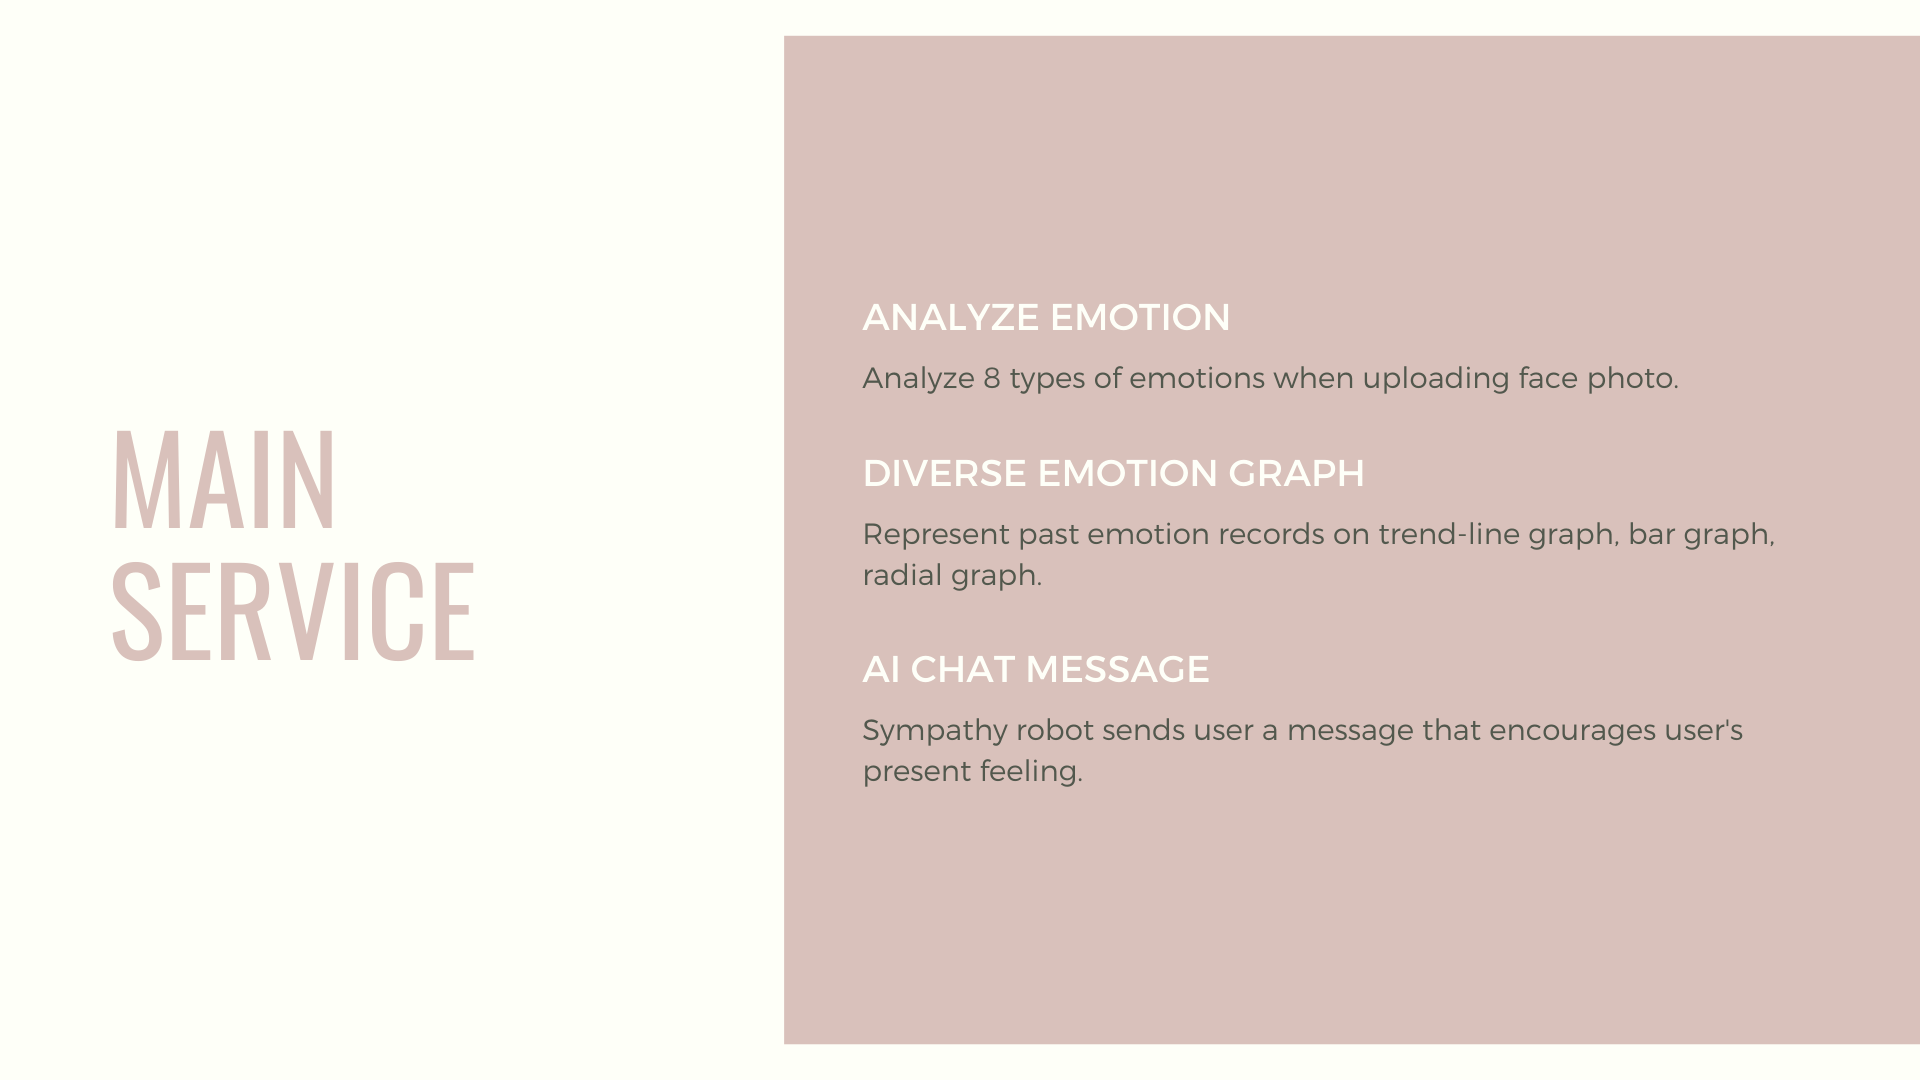 MAIN
SERVICE
ANALYZE EMOTION
Analyze 8 types of emotions when uploading face photo.
DIVERSE EMOTION GRAPH
Represent past emotion records on trend-line graph, bar graph,
radial graph.
AI CHAT MESSAGE
Sympathy robot sends user a message that encourages user's
present feeling.